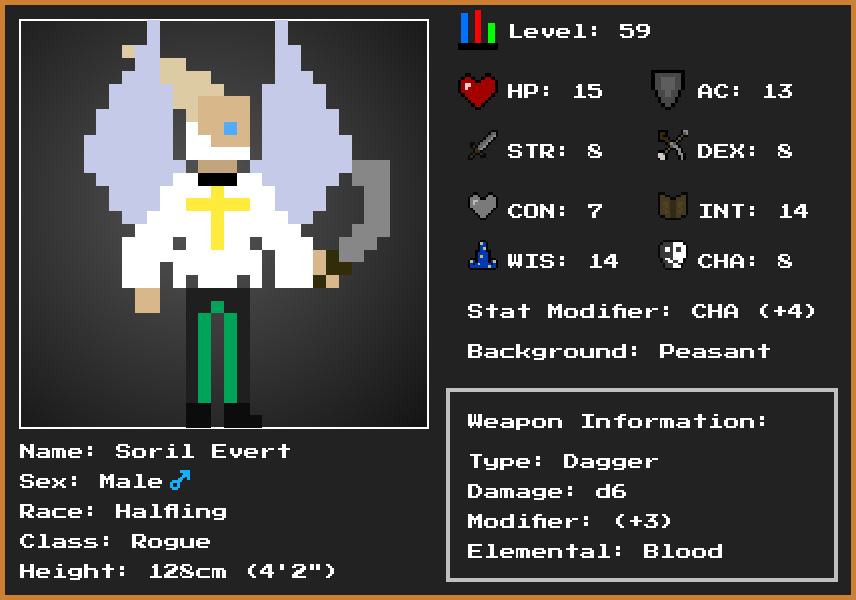 Level: 59
HP: 15 AC: 13
STR: 8 DEX: 8
CON: 7 INT: 14
WIS: 14 CHA: 8
Stat Modifier: CHA (+4)
Background: Peasant
Weapon Information:
Type: Dagger
Damage: d6
Modifier: (+3)
Elemental: Blood
Name: Soril Evert
Sex: Male♂
Race: Halfling
Class: Rogue
Height: 128cm (4'2")